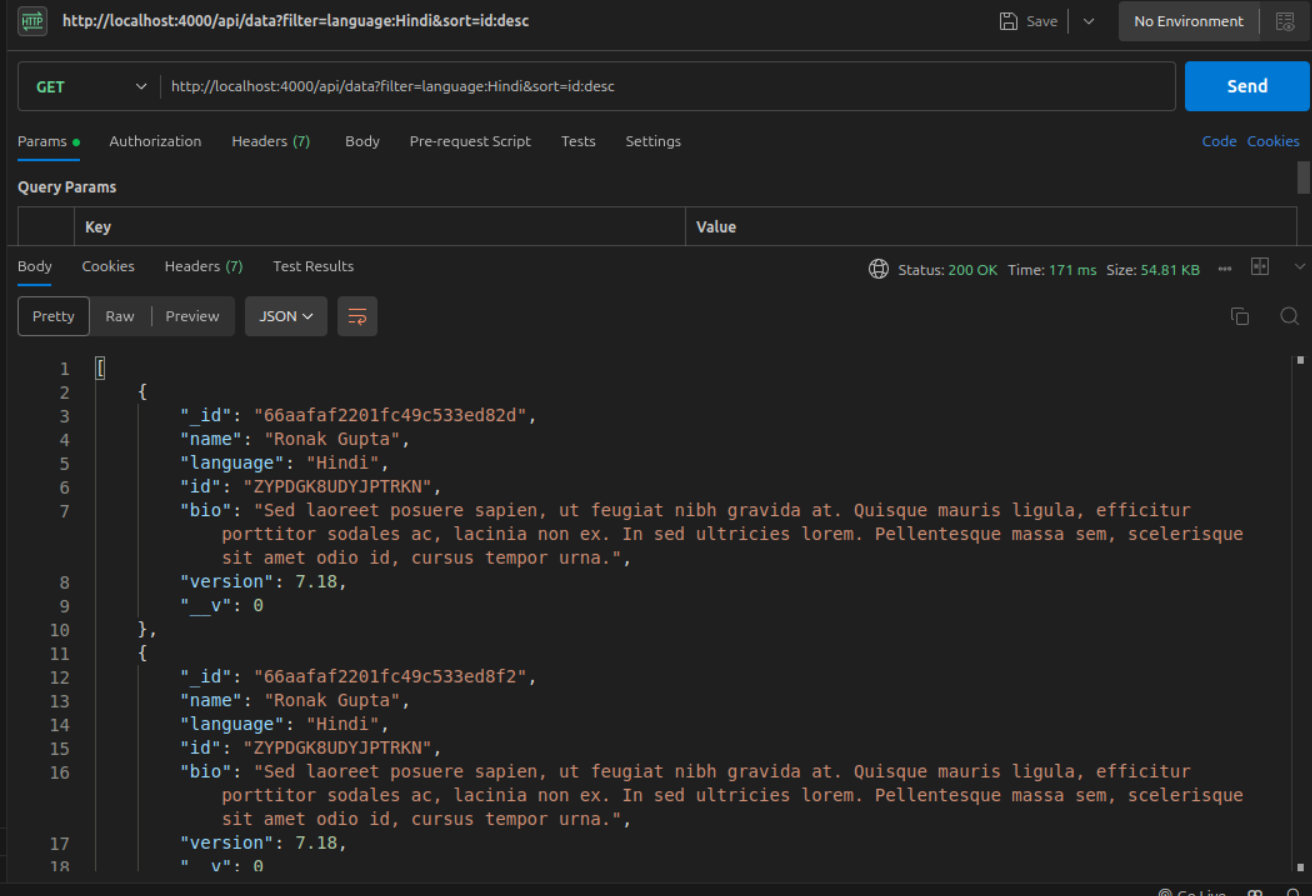 HTTP http://localhost:4000/api/data?filter=language:Hindi&sort=id:desc Save No Environment
GET http://localhost:4000/api/data?filter=language:Hindi&sort=id:desc Send
Params Authorization Headers (7) Body Pre-request Script Tests Settings Code Cookies
Query Params
Key Value
Body Cookies Headers (7) Test Results Status: 200 OK Time: 171 ms Size: 54.81 KB
Pretty Raw Preview JSON
1 [
2 {
3 "_id": "66aafaf2201fc49c533ed82d",
4 "name": "Ronak Gupta",
5 "language": "Hindi",
6 "id": "ZYPDGK8UDYJPTRKN",
7 "bio": "Sed laoreet posuere sapien, ut feugiat nibh gravida at. Quisque mauris ligula, efficitur
porttitor sodales ac, lacinia non ex. In sed ultricies lorem. Pellentesque massa sem, scelerisque
sit amet odio id, cursus tempor urna.",
8 "version": 7.18,
9 "__v": 0
10 },
11 {
12 "_id": "66aafaf2201fc49c533ed8f2",
13 "name": "Ronak Gupta",
14 "language": "Hindi",
15 "id": "ZYPDGK8UDYJPTRKN",
16 "bio": "Sed laoreet posuere sapien, ut feugiat nibh gravida at. Quisque mauris ligula, efficitur
porttitor sodales ac, lacinia non ex. In sed ultricies lorem. Pellentesque massa sem, scelerisque
sit amet odio id, cursus tempor urna.",
17 "version": 7.18,
18 "__v": 0
Go Live